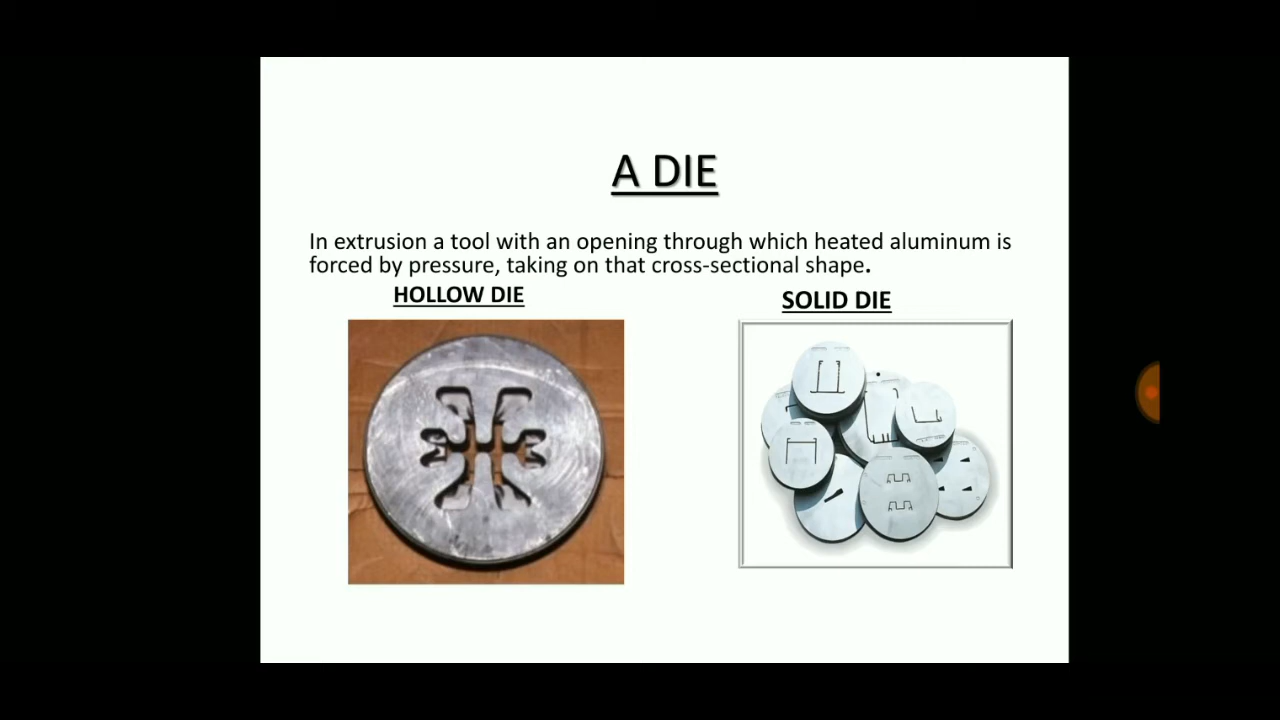 A DIE
In extrusion a tool with an opening through which heated aluminum is
forced by pressure, taking on that cross-sectional shape.
HOLLOW DIE
SOLID DIE